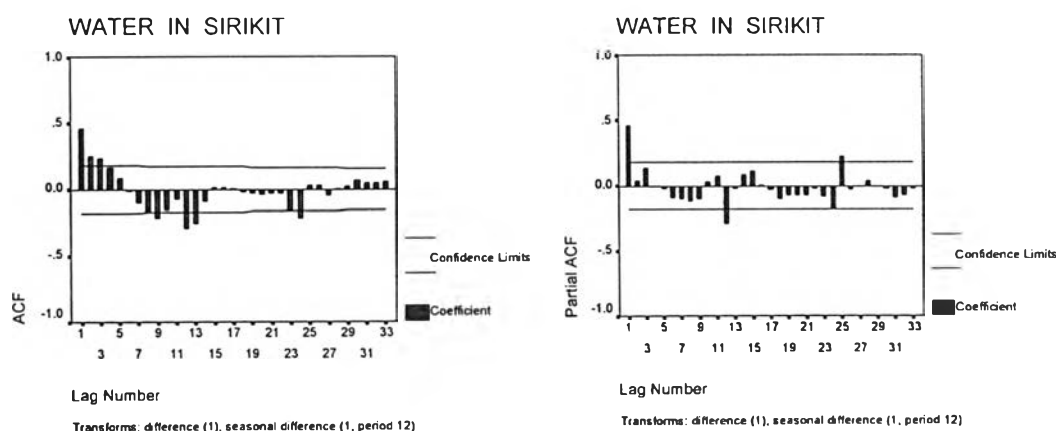 WATER IN SIRIKIT
1.0
.5
0.0
-.5
-1.0
ACF
1 5 9 13 17 21 25 29 33
3 7 11 15 19 23 27 31
Lag Number
Confidence Limits
Coefficient
Transforms: difference (1), seasonal difference (1, period 12)
WATER IN SIRIKIT
1.0
.5
0.0
-.5
-1.0
Partial ACF
1 5 9 13 17 21 25 29 33
3 7 11 15 19 23 27 31
Lag Number
Confidence Limits
Coefficient
Transforms: difference (1), seasonal difference (1, period 12)